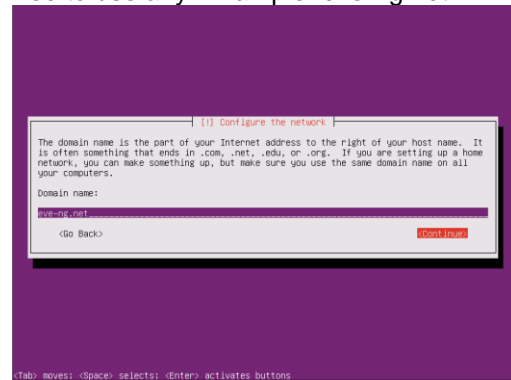 [!] Configure the network
The domain name is the part of your Internet address to the right of your host name.  It
is often something that ends in .com, .net, .edu, or .org.  If you are setting up a home
network, you can make something up, but make sure you use the same domain name on all
your computers.
Domain name:
eve-ng.net
<Go Back> <Continue>
<Tab> moves; <Space> selects; <Enter> activates buttons